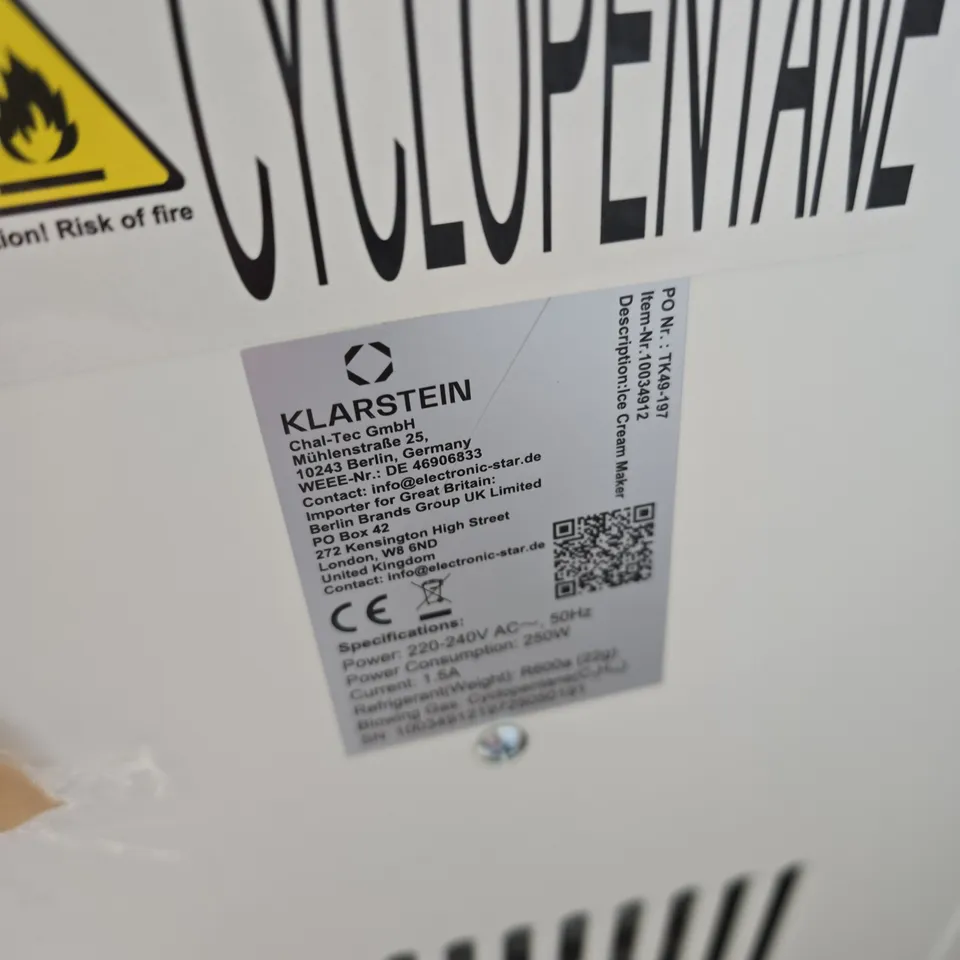 CYCLOPENTANE
tion! Risk of fire
KLARSTEIN
Chal-Tec GmbH
Mühlenstraße 25,
10243 Berlin, Germany
WEEE-Nr.: DE 46906833
Contact: info@electronic-star.de
Importer for Great Britain:
Berlin Brands Group UK Limited
PO Box 42
272 Kensington High Street
London, W8 6ND
United Kingdom
Contact: info@electronic-star.de
CE
PO Nr. : TK49-197
Item-Nr.10034912
Description:Ice Cream Maker
Specifications:
Power: 220-240V AC~, 50Hz
Power Consumption: 250W
Current: 1.5A
Refrigerant(Weight): R600a (22g)
Blowing Gas: Cyclopentane
SN: